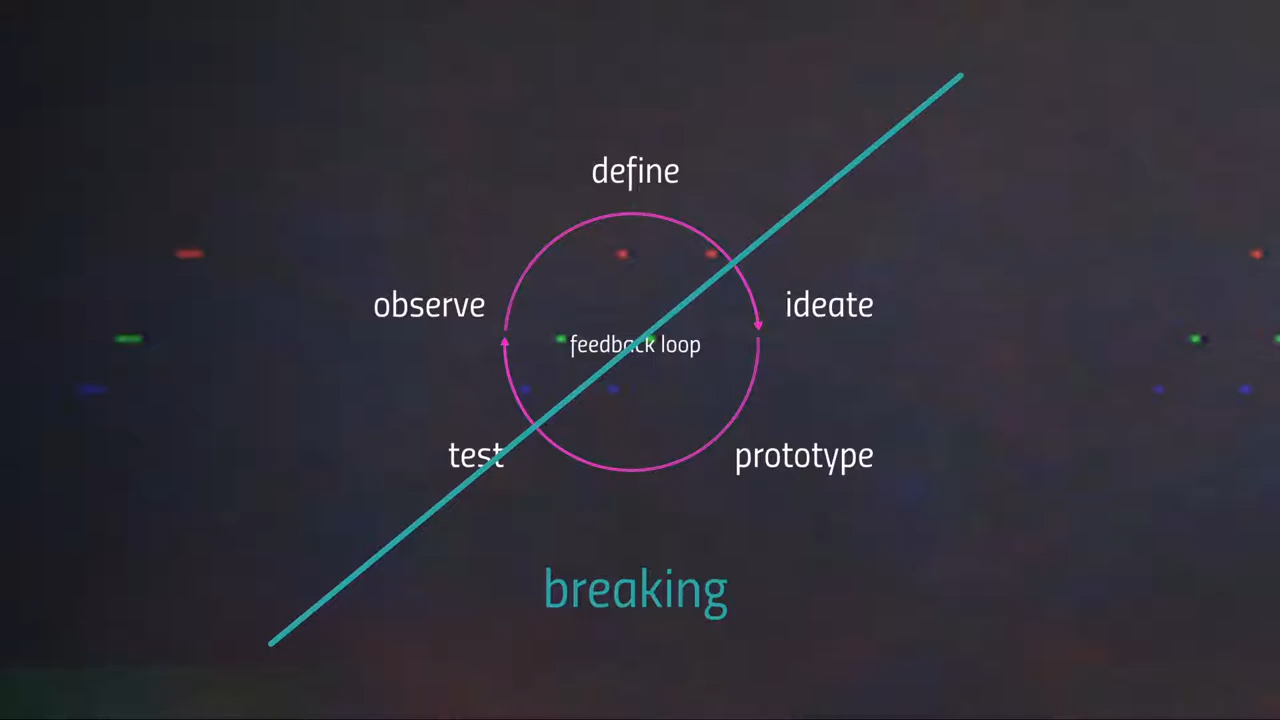 define
observe
ideate
feedback loop
test
prototype
breaking